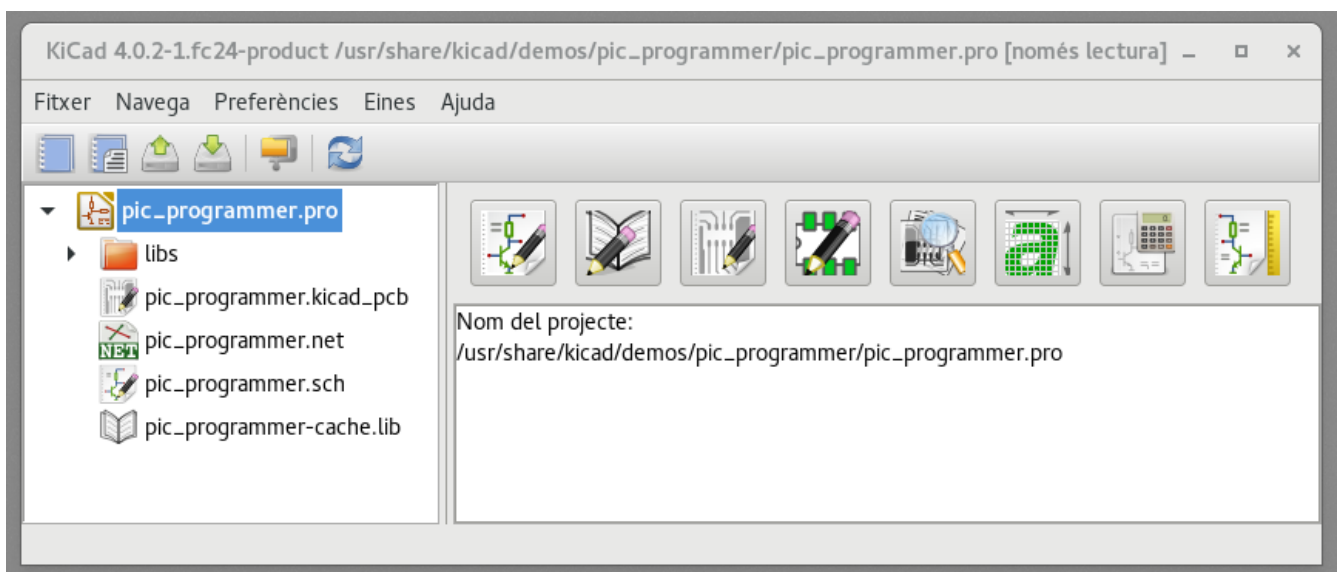 KiCad 4.0.2-1.fc24-product /usr/share/kicad/demos/pic_programmer/pic_programmer.pro [només lectura]
Fitxer Navega Preferències Eines Ajuda
pic_programmer.pro
libs
pic_programmer.kicad_pcb
NET
pic_programmer.net
pic_programmer.sch
pic_programmer-cache.lib
a
Nom del projecte:
/usr/share/kicad/demos/pic_programmer/pic_programmer.pro